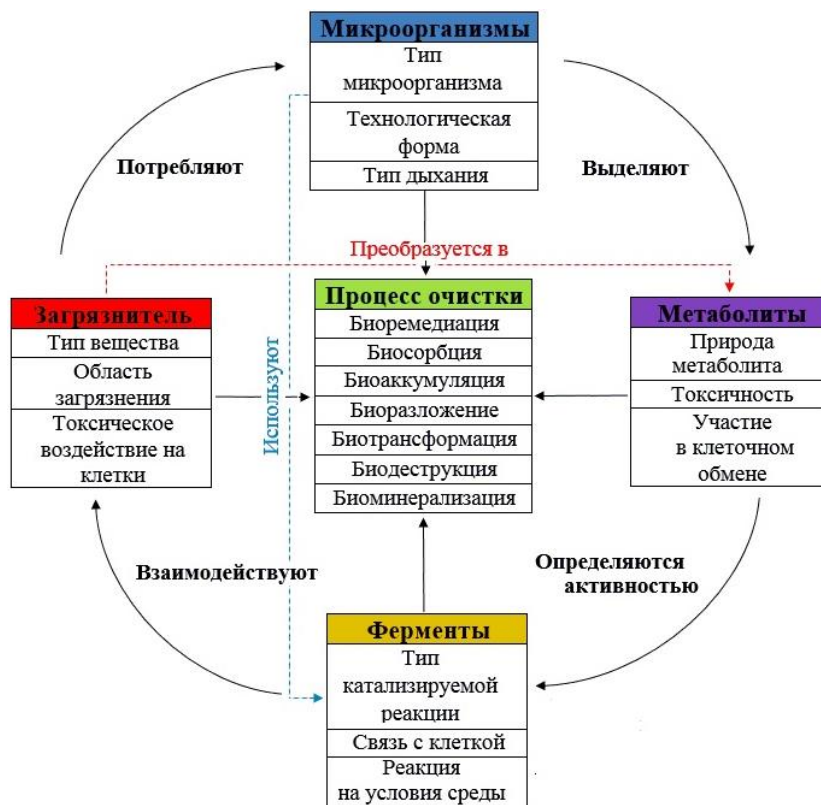 Микроорганизмы
Тип
микроорганизма
Технологическая
форма
Тип дыхания
Потребляют
Выделяют
Преобразуется в
Загрязнитель
Тип вещества
Область
загрязнения
Токсическое
воздействие на
клетки
Используют
Процесс очистки
Биоремедиация
Биосорбция
Биоаккумуляция
Биоразложение
Биотрансформация
Биодеструкция
Биоминерализация
Метаболиты
Природа
метаболита
Токсичность
Участие
в клеточном
обмене
Взаимодействуют
Определяются
активностью
Ферменты
Тип
катализируемой
реакции
Связь с клеткой
Реакция
на условия среды